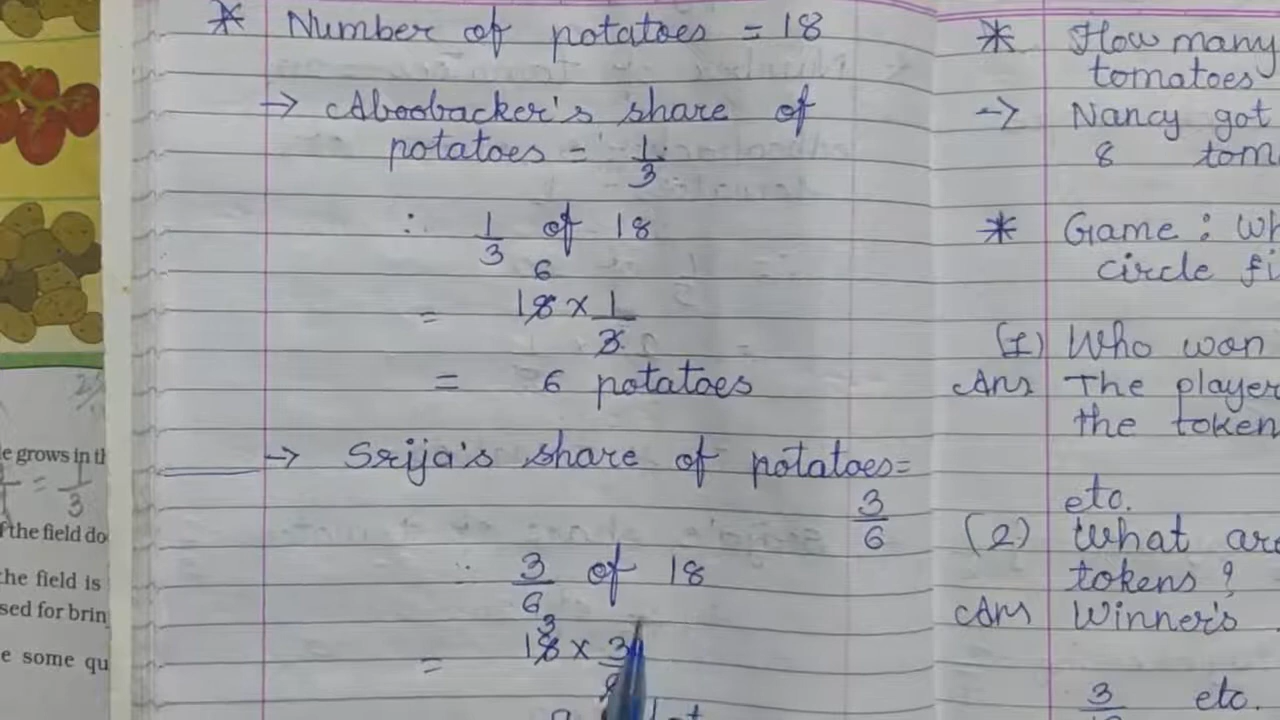 * Number of potatoes = 18
→ Aboobacker's share of
potatoes = 1/3
∴ 1/3 of 18
6
= 18 × 1/3
= 6 potatoes
→ Srija's share of potatoes =
3/6
∴ 3/6 of 18
3
= 18 × 3
* How many
tomatoes
→ Nancy got
8 tom
* Game : Wh
circle fi
(1) Who won
Ans The player
the token
etc.
(2) What are
tokens ?
Ans Winner's
3 etc.
e grows in th
= 1/3
f the field do
the field is
sed for brin
e some qu